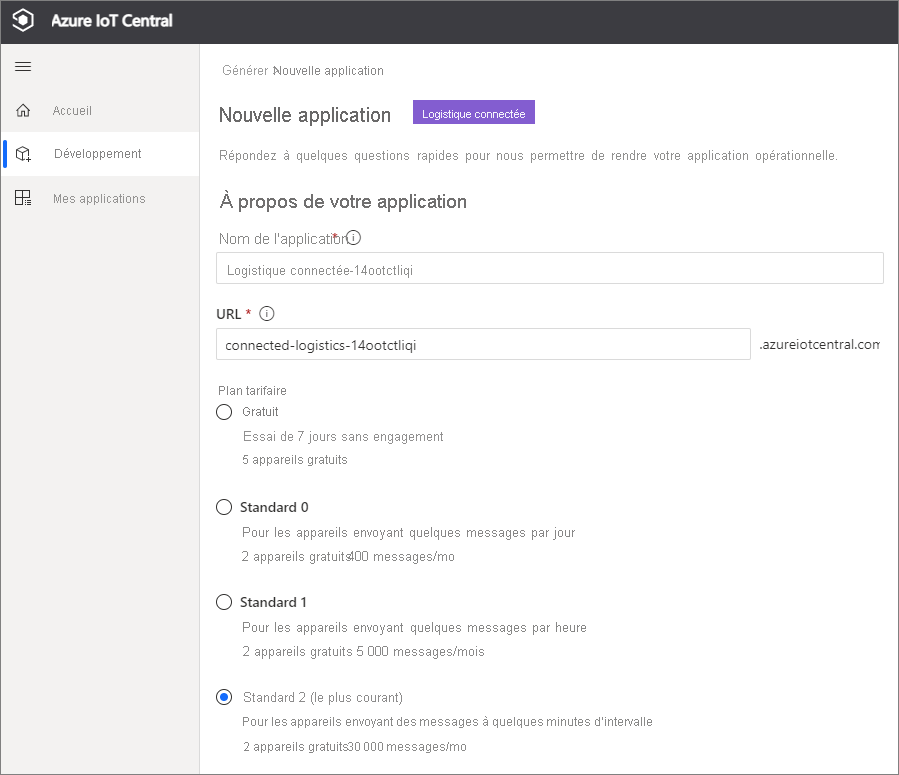 Azure IoT Central
Générer > Nouvelle application
Accueil
Développement
Mes applications
Nouvelle application
Logistique connectée
Répondez à quelques questions rapides pour nous permettre de rendre votre application opérationnelle.
À propos de votre application
Nom de l'application*
Logistique connectée-14ootctliqi
URL *
connected-logistics-14ootctliqi
.azureiotcentral.com
Plan tarifaire
Gratuit
Essai de 7 jours sans engagement
5 appareils gratuits
Standard 0
Pour les appareils envoyant quelques messages par jour
2 appareils gratuits 400 messages/mo
Standard 1
Pour les appareils envoyant quelques messages par heure
2 appareils gratuits 5 000 messages/mois
Standard 2 (le plus courant)
Pour les appareils envoyant des messages à quelques minutes d'intervalle
2 appareils gratuits30 000 messages/mo